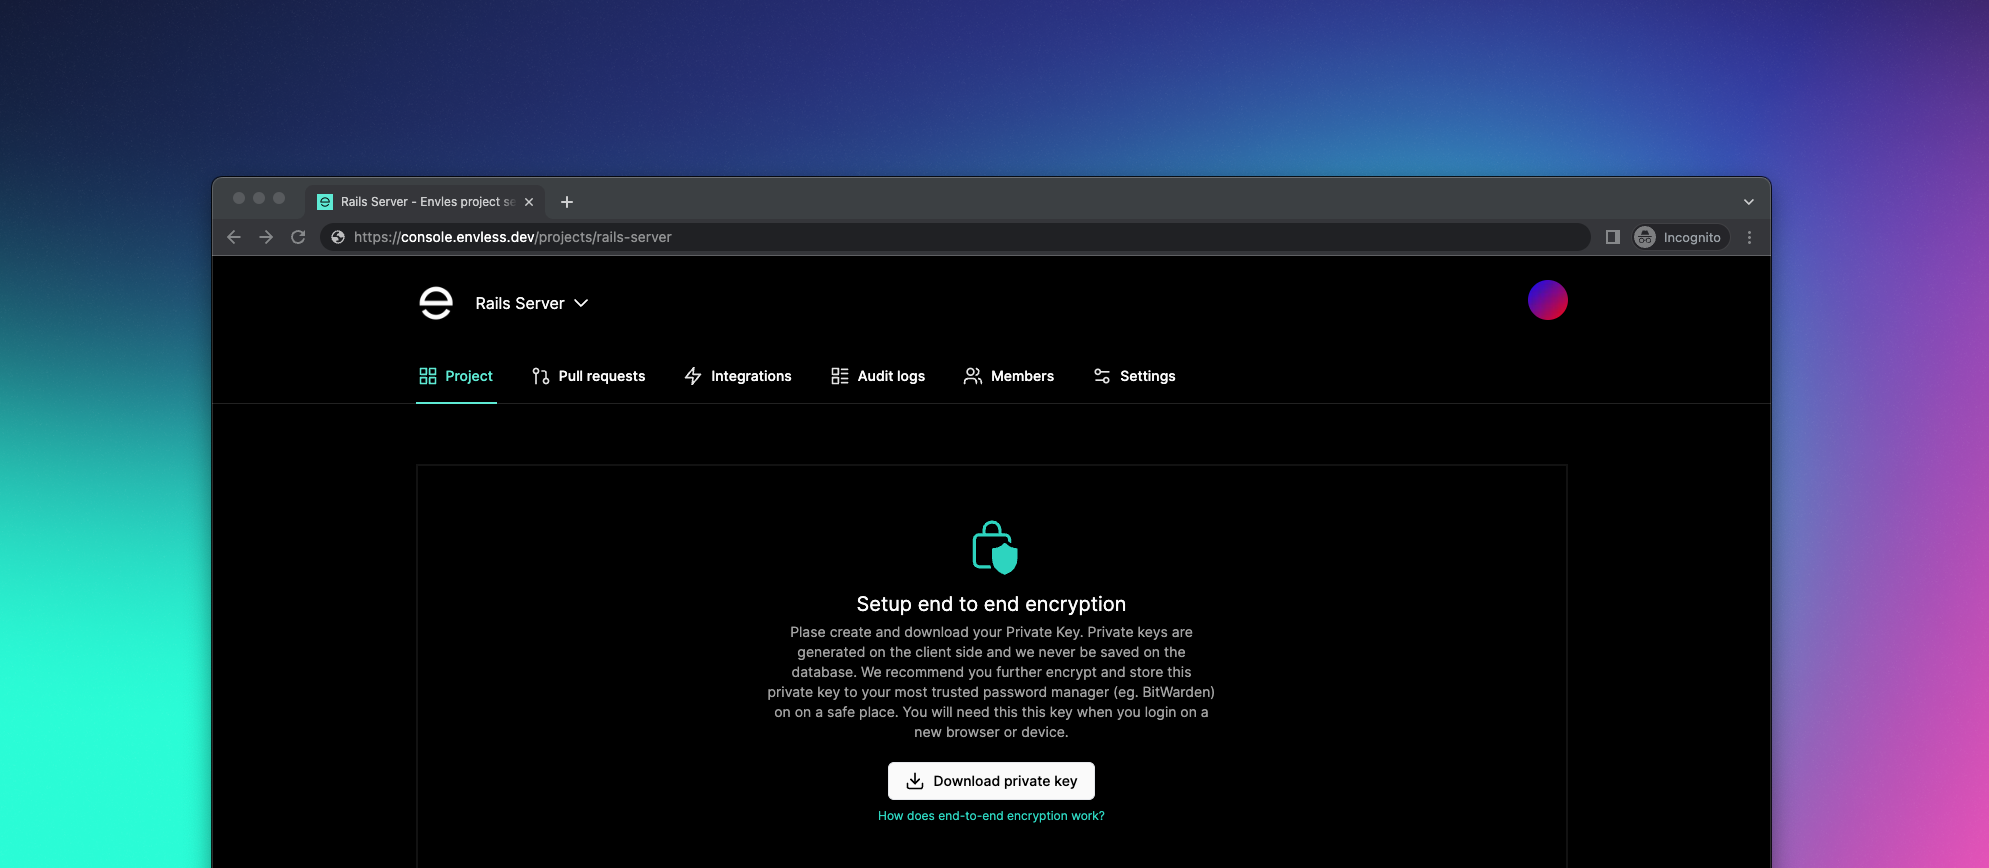 Rails Server - Envles project se
https://console.envless.dev/projects/rails-server
Incognito
Rails Server
Project
Pull requests
Integrations
Audit logs
Members
Settings
Setup end to end encryption
Plase create and download your Private Key. Private keys are
generated on the client side and we never be saved on the
database. We recommend you further encrypt and store this
private key to your most trusted password manager (eg. BitWarden)
on on a safe place. You will need this this key when you login on a
new browser or device.
Download private key
How does end-to-end encryption work?